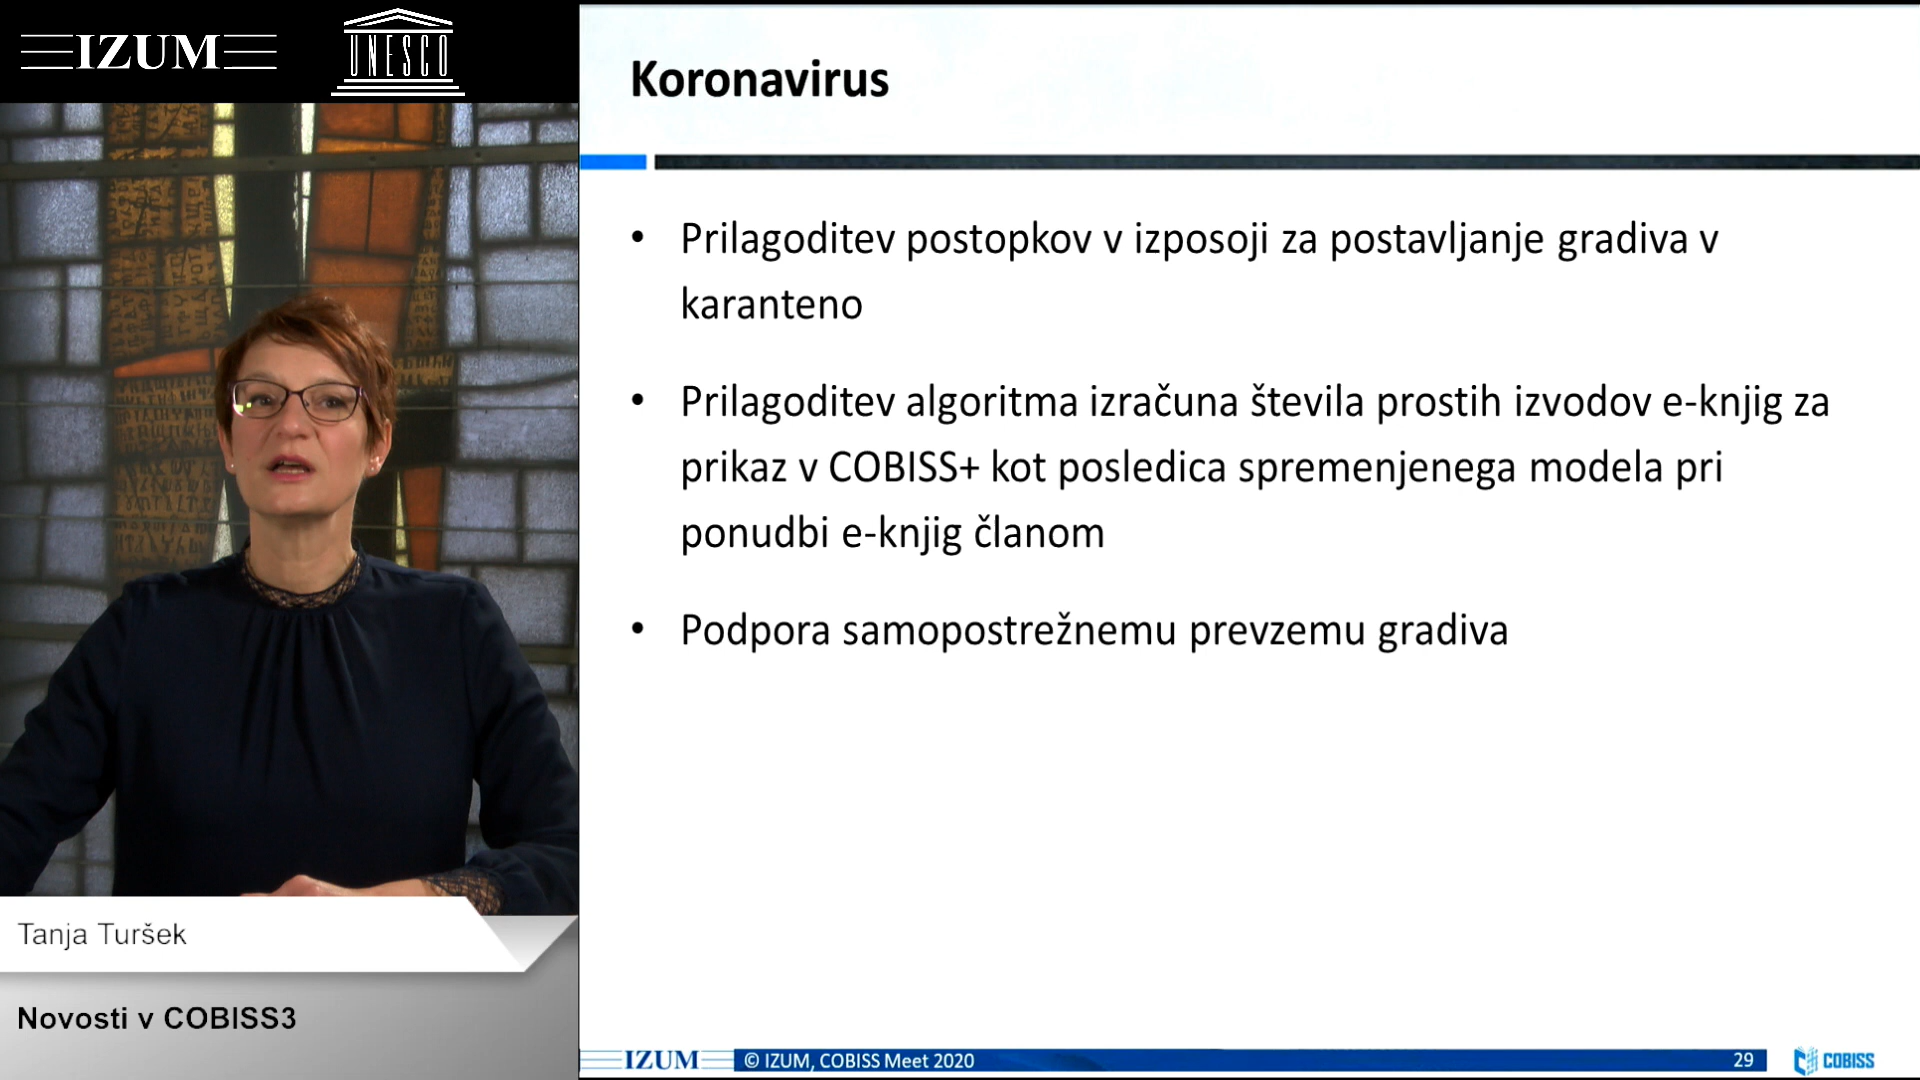 IZUM
UNESCO
Koronavirus
• Prilagoditev postopkov v izposoji za postavljanje gradiva v
karanteno
• Prilagoditev algoritma izračuna števila prostih izvodov e-knjig za
prikaz v COBISS+ kot posledica spremenjenega modela pri
ponudbi e-knjig članom
• Podpora samopostrežnemu prevzemu gradiva
Tanja Turšek
Novosti v COBISS3
IZUM
© IZUM, COBISS Meet 2020
29
COBISS